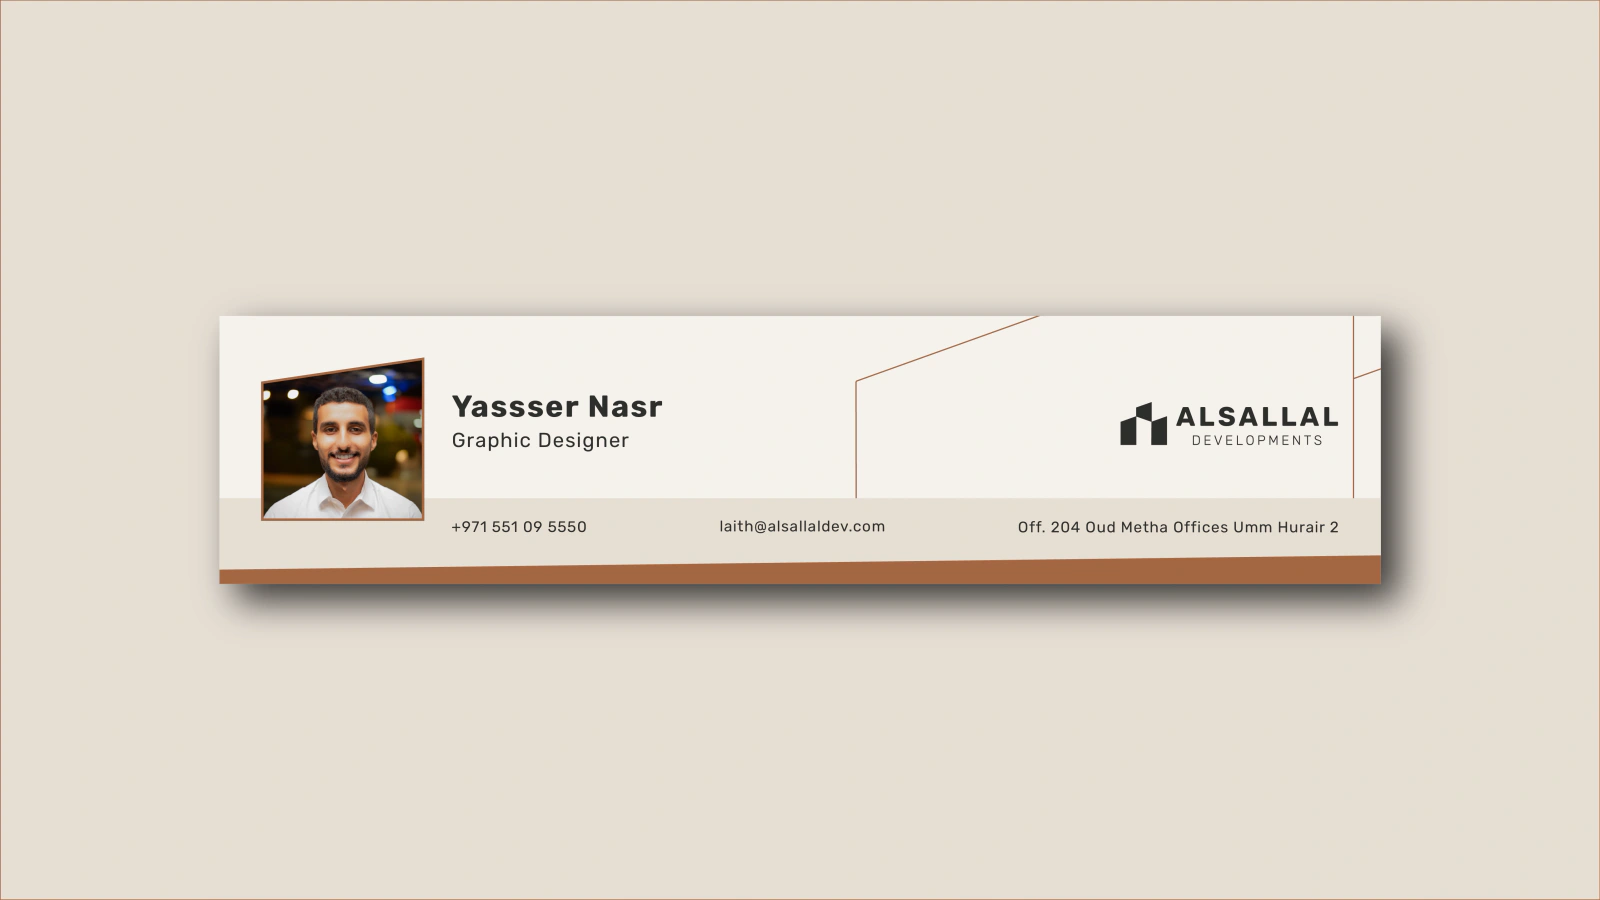 Yassser Nasr
Graphic Designer
ALSALLAL
DEVELOPMENTS
+971 551 09 5550
laith@alsallaldev.com
Off. 204 Oud Metha Offices Umm Hurair 2